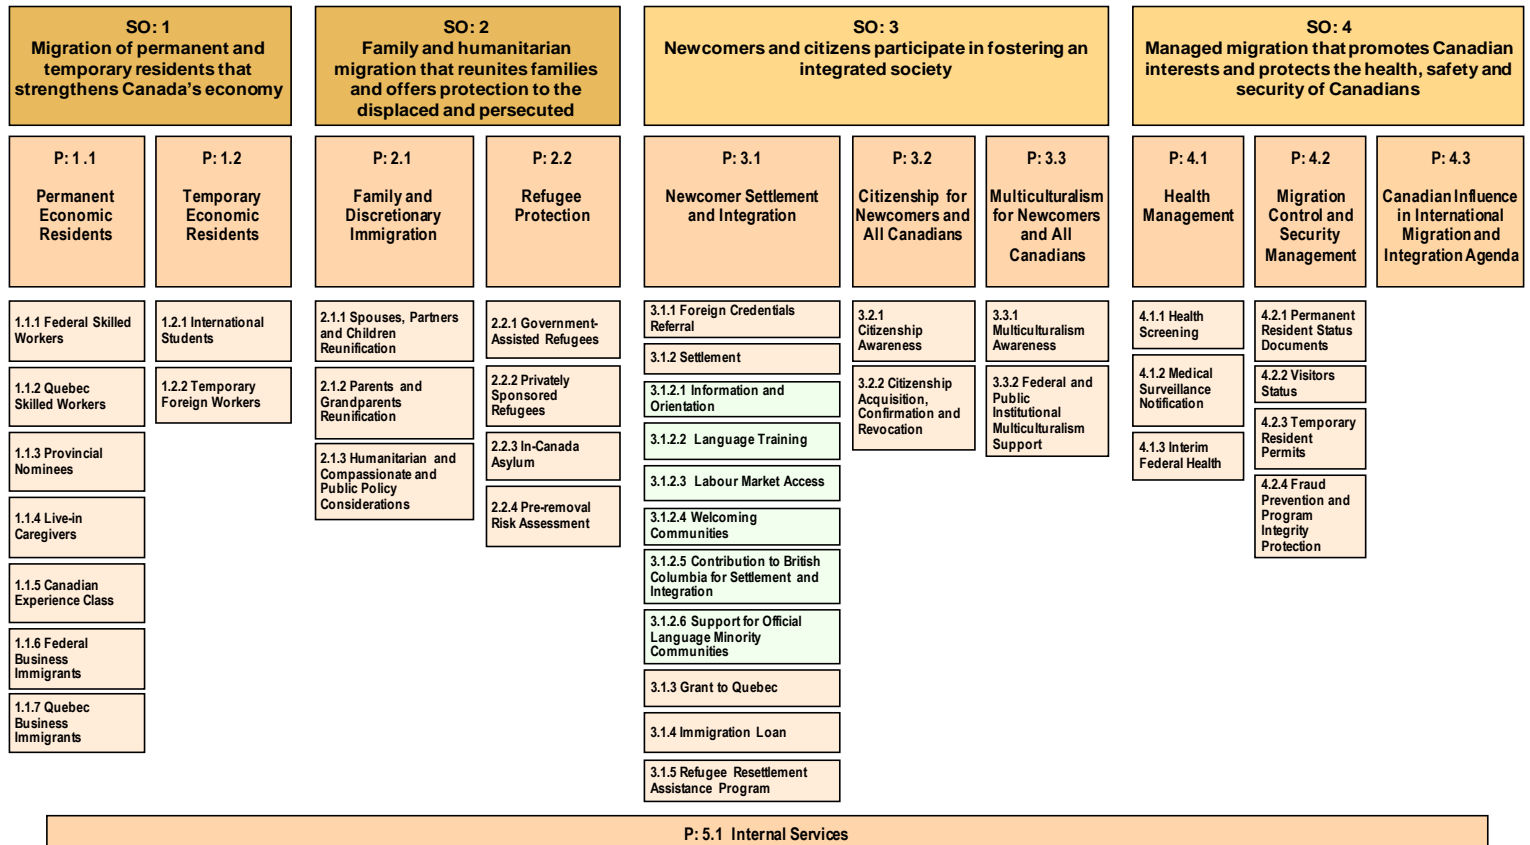 SO: 1
Migration of permanent and
temporary residents that
strengthens Canada's economy
SO: 2
Family and humanitarian
migration that reunites families
and offers protection to the
displaced and persecuted
SO: 3
Newcomers and citizens participate in fostering an
integrated society
SO: 4
Managed migration that promotes Canadian
interests and protects the health, safety and
security of Canadians
P: 1.1
Permanent
Economic
Residents
P: 1.2
Temporary
Economic
Residents
P: 2.1
Family and
Discretionary
Immigration
P: 2.2
Refugee
Protection
P: 3.1
Newcomer Settlement
and Integration
P: 3.2
Citizenship for
Newcomers and
All Canadians
P: 3.3
Multiculturalism
for Newcomers
and All
Canadians
P: 4.1
Health
Management
P: 4.2
Migration
Control and
Security
Management
P: 4.3
Canadian Influence
in International
Migration and
Integration Agenda
1.1.1 Federal Skilled
Workers
1.1.2 Quebec
Skilled Workers
1.1.3 Provincial
Nominees
1.1.4 Live-in
Caregivers
1.1.5 Canadian
Experience Class
1.1.6 Federal
Business
Immigrants
1.1.7 Quebec
Business
Immigrants
1.2.1 International
Students
1.2.2 Temporary
Foreign Workers
2.1.1 Spouses, Partners
and Children
Reunification
2.1.2 Parents and
Grandparents
Reunification
2.1.3 Humanitarian and
Compassionate and
Public Policy
Considerations
2.2.1 Government-
Assisted Refugees
2.2.2 Privately
Sponsored
Refugees
2.2.3 In-Canada
Asylum
2.2.4 Pre-removal
Risk Assessment
3.1.1 Foreign Credentials
Referral
3.1.2 Settlement
3.1.2.1 Information and
Orientation
3.1.2.2 Language Training
3.1.2.3 Labour Market Access
3.1.2.4 Welcoming
Communities
3.1.2.5 Contribution to British
Columbia for Settlement and
Integration
3.1.2.6 Support for Official
Language Minority
Communities
3.1.3 Grant to Quebec
3.1.4 Immigration Loan
3.1.5 Refugee Resettlement
Assistance Program
3.2.1
Citizenship
Awareness
3.2.2 Citizenship
Acquisition,
Confirmation and
Revocation
3.3.1
Multiculturalism
Awareness
3.3.2 Federal and
Public
Institutional
Multiculturalism
Support
4.1.1 Health
Screening
4.1.2 Medical
Surveillance
Notification
4.1.3 Interim
Federal Health
4.2.1 Permanent
Resident Status
Documents
4.2.2 Visitors
Status
4.2.3 Temporary
Resident
Permits
4.2.4 Fraud
Prevention and
Program
Integrity
Protection
P: 5.1 Internal Services